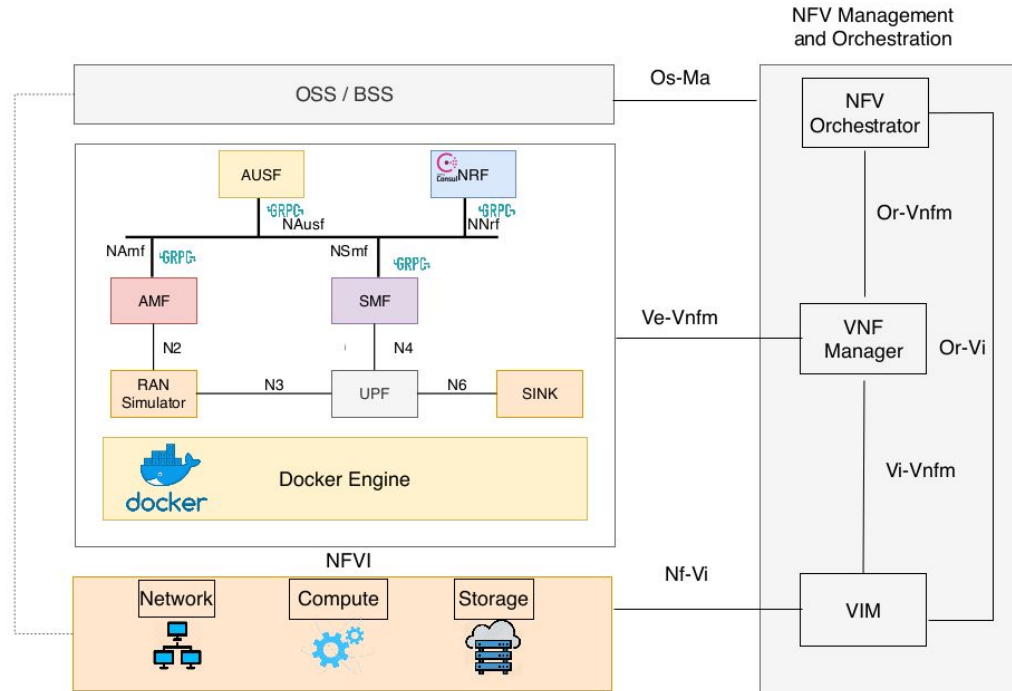 NFV Management
and Orchestration
OSS / BSS
Os-Ma
NFV
Orchestrator
AUSF
Consul
NRF
GRPC
GRPC
NAusf
NNrf
Or-Vnfm
NAmf
GRPC
NSmf
GRPC
AMF
SMF
Ve-Vnfm
VNF
Manager
Or-Vi
N2
N4
RAN
Simulator
N3
UPF
N6
SINK
docker
Docker Engine
Vi-Vnfm
NFVI
Nf-Vi
Network
Compute
Storage
VIM